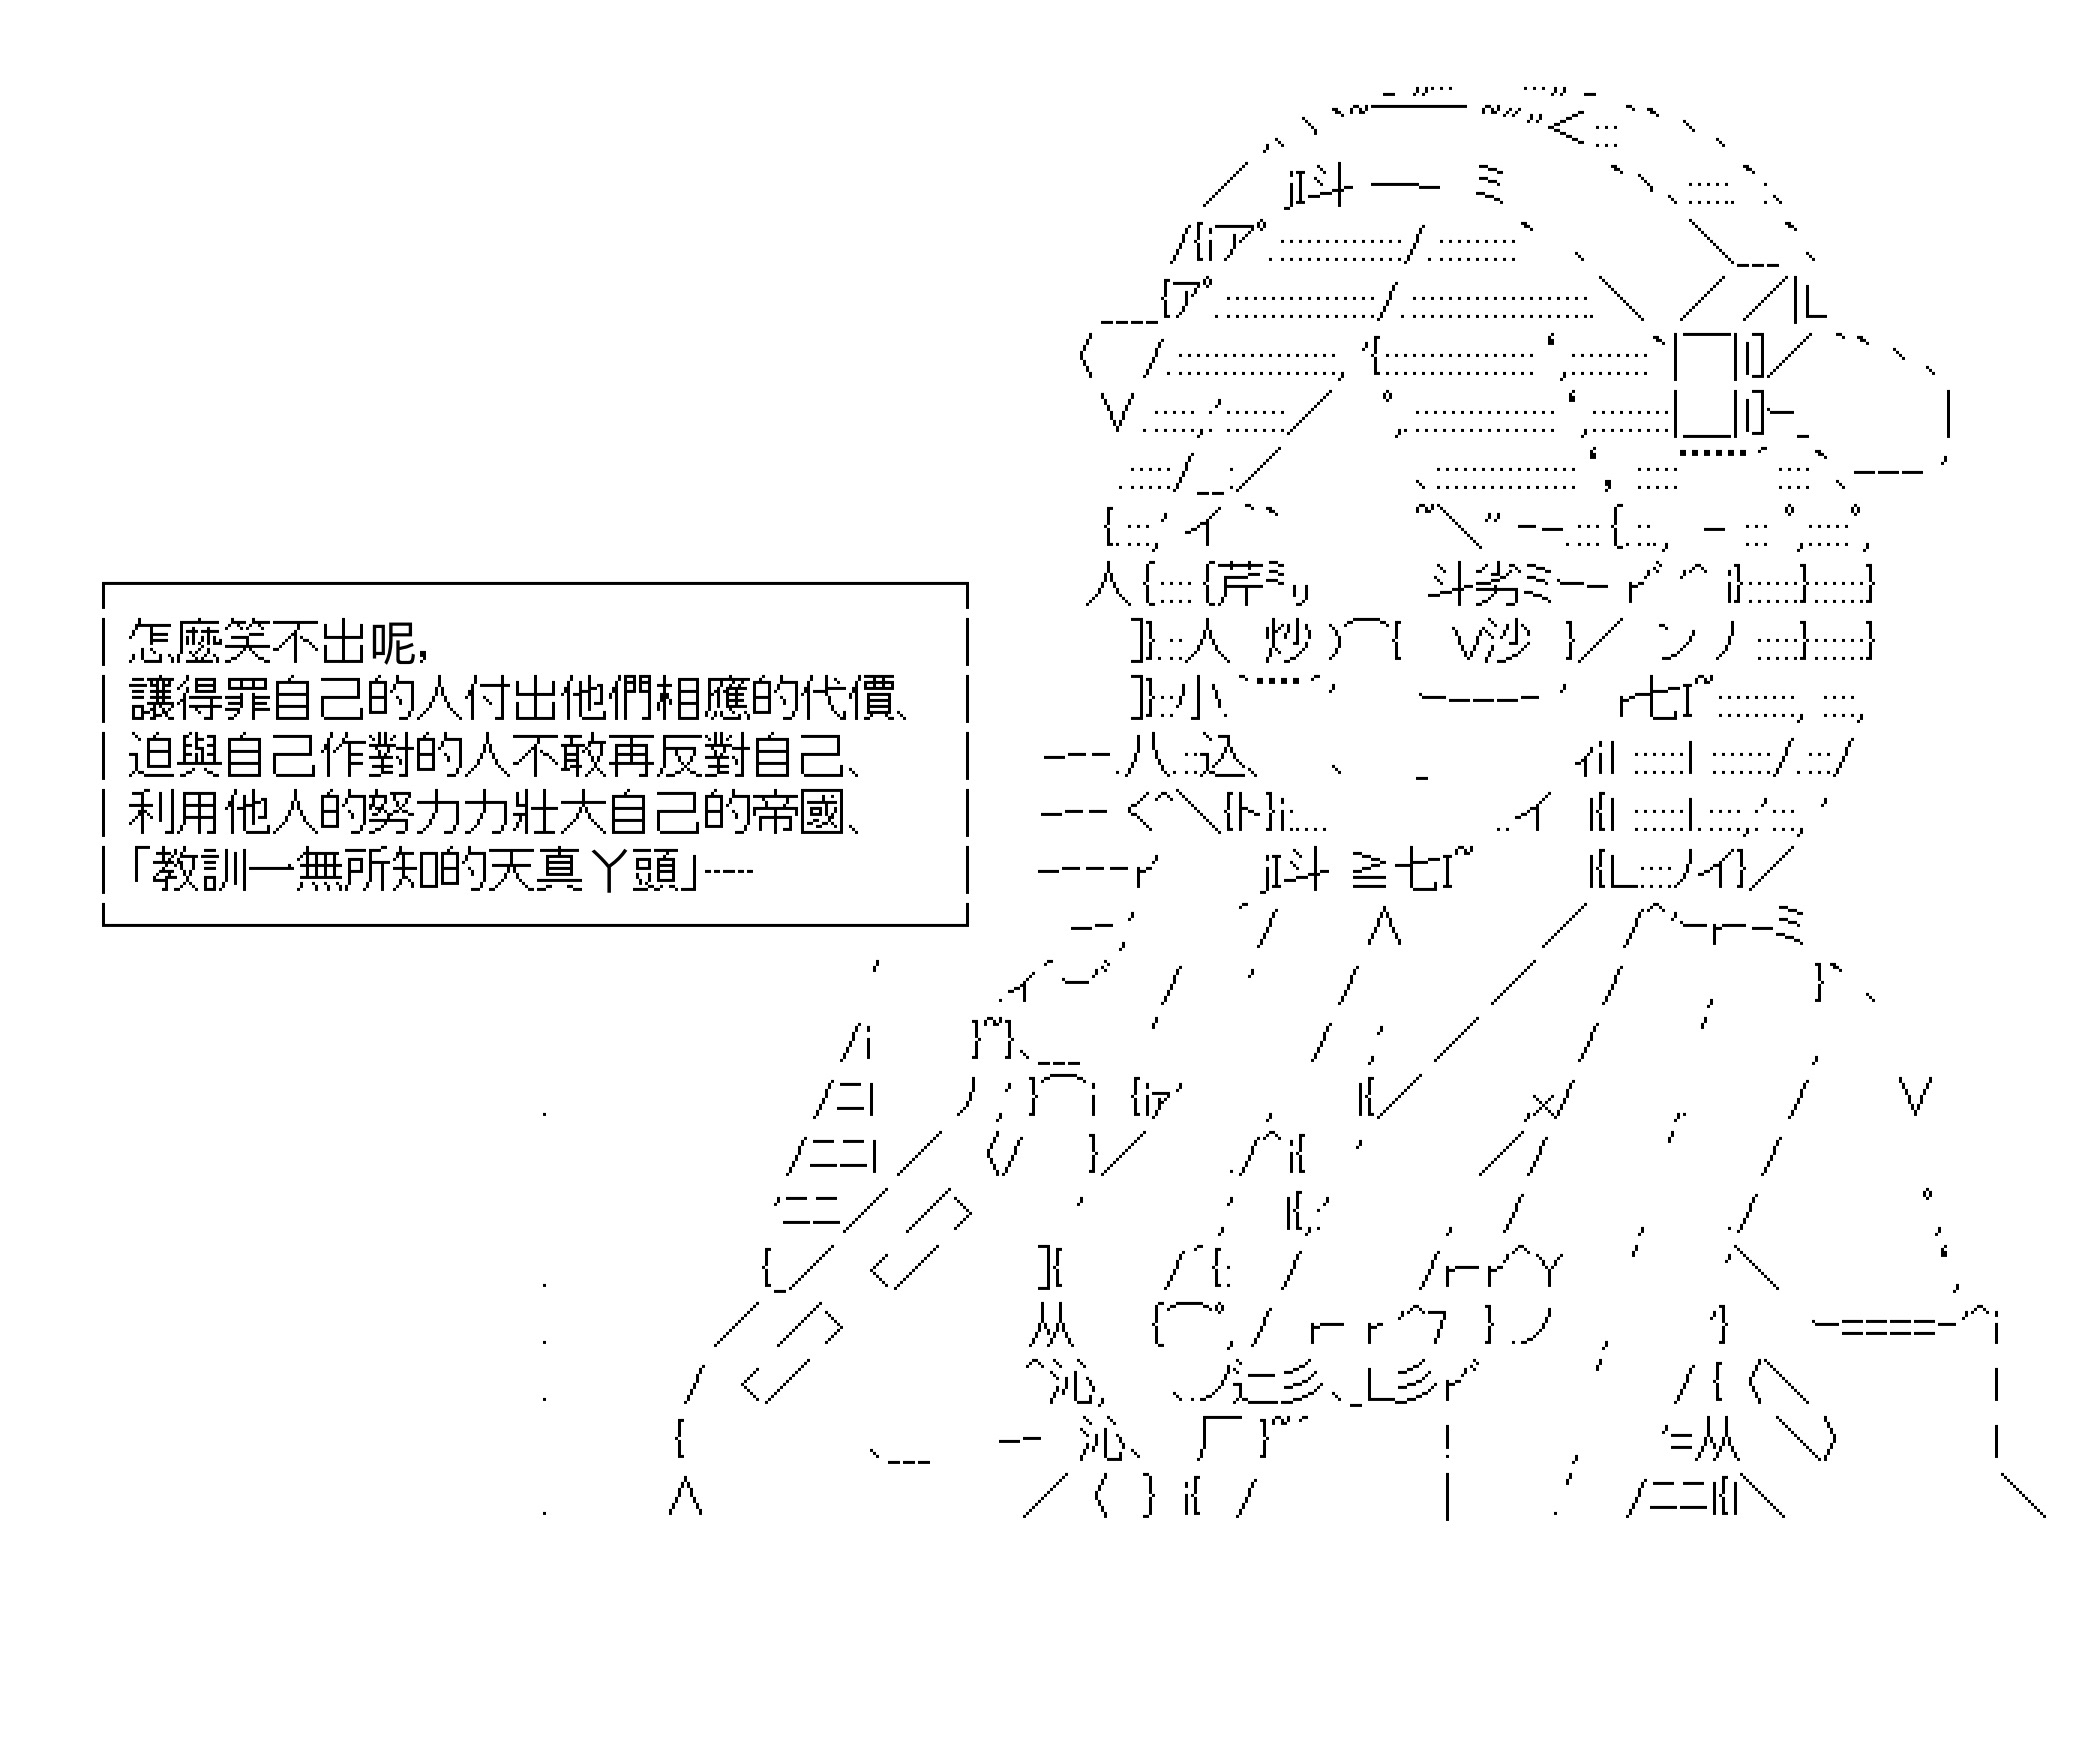 怎麼笑不出呢,
讓得罪自己的人付出他們相應的代價、
迫與自己作對的人不敢再反對自己、
利用他人的努力力壯大自己的帝國、
「教訓一無所知的天真丫頭」┈┈